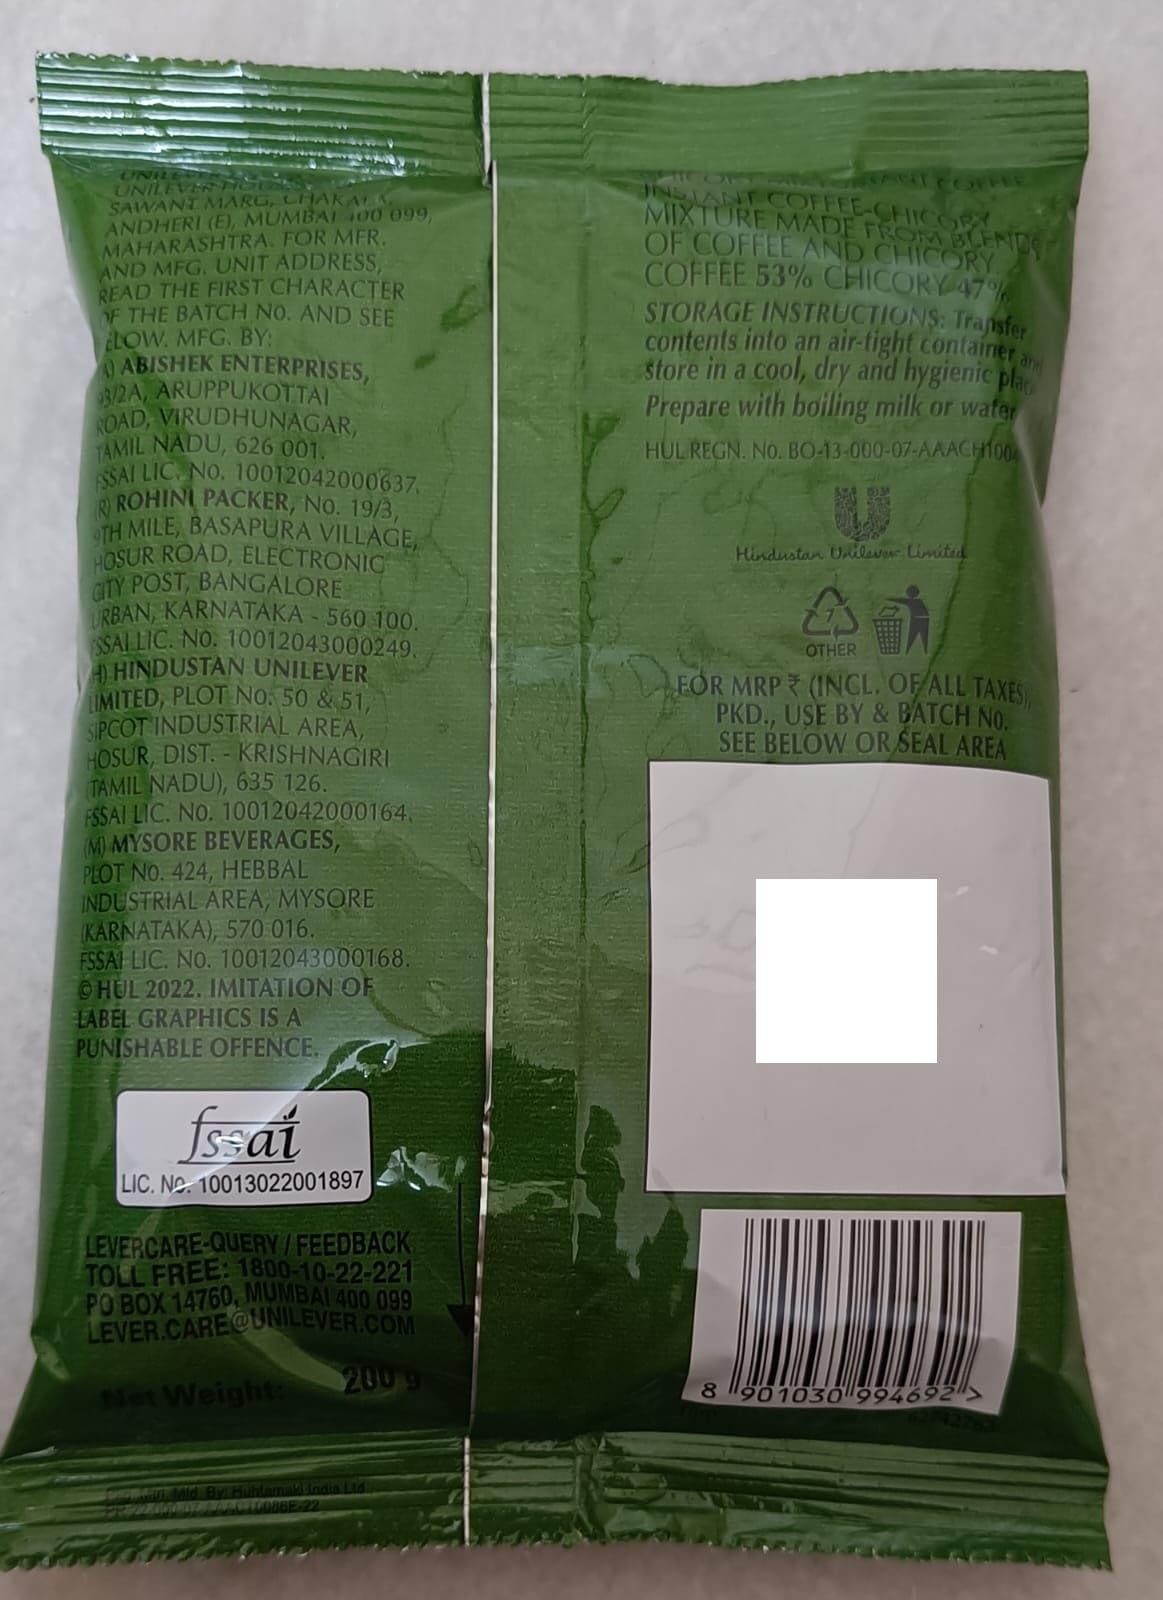 UNILEVER HOUSE,
SAWANT MARG, CHAKALA,
ANDHERI (E), MUMBAI 400 099,
MAHARASHTRA. FOR MFR.
AND MFG. UNIT ADDRESS,
READ THE FIRST CHARACTER
OF THE BATCH NO. AND SEE
ELOW. MFG. BY:
) ABISHEK ENTERPRISES,
93/2A, ARUPPUKOTTAI
ROAD, VIRUDHUNAGAR,
TAMIL NADU, 626 001.
FSSAI LIC. No. 10012042000637.
(R) ROHINI PACKER, No. 19/3,
9TH MILE, BASAPURA VILLAGE,
HOSUR ROAD, ELECTRONIC
CITY POST, BANGALORE
URBAN, KARNATAKA - 560 100.
FSSAI LIC. No. 10012043000249.
H) HINDUSTAN UNILEVER
LIMITED, PLOT No. 50 & 51,
SIPCOT INDUSTRIAL AREA,
HOSUR, DIST. - KRISHNAGIRI
(TAMIL NADU), 635 126.
FSSAI LIC. No. 10012042000164.
(M) MYSORE BEVERAGES,
PLOT No. 424, HEBBAL
INDUSTRIAL AREA, MYSORE
(KARNATAKA), 570 016.
FSSAI LIC. No. 10012043000168.
© HUL 2022. IMITATION OF
LABEL GRAPHICS IS A
PUNISHABLE OFFENCE.
fssai
LIC. No. 10013022001897
LEVERCARE-QUERY / FEEDBACK
TOLL FREE: 1800-10-22-221
PO BOX 14760, MUMBAI 400 099
LEVER.CARE@UNILEVER.COM
Net Weight: 200 g
Mfd. By: Huhtamaki India Ltd
INSTANT COFFEE-CHICORY
MIXTURE MADE FROM BLENDS
OF COFFEE AND CHICORY
COFFEE 53% CHICORY 47%
STORAGE INSTRUCTIONS: Transfer
contents into an air-tight container and
store in a cool, dry and hygienic place
Prepare with boiling milk or water
HUL REGN. No. BO-13-000-07-AAACH1004
Hindustan Unilever Limited
OTHER
FOR MRP ₹ (INCL. OF ALL TAXES),
PKD., USE BY & BATCH No.
SEE BELOW OR SEAL AREA
8 901030 994692 >